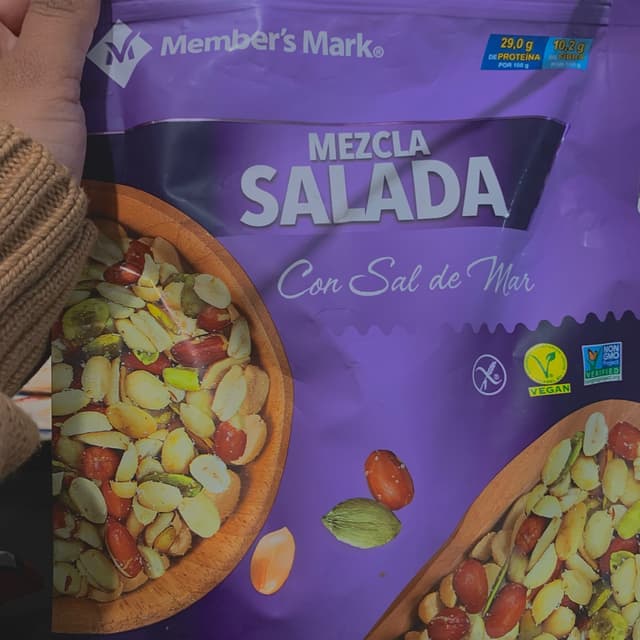 Member's Mark®
29,0 g
DE PROTEÍNA
POR 100 g
10,2 g
MEZCLA
SALADA
Con Sal de Mar
VEGAN
NON
GMO
VERIFIED